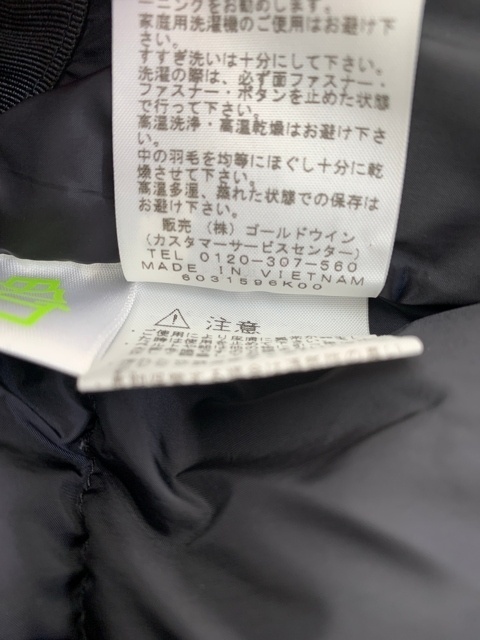 ーニングをお勧めします。
家庭用洗濯機のご使用はお避け下
さい。
すすぎ洗いは十分にして下さい。
洗濯の際は、必ず面ファスナー・
ファスナー・ボタンを止めた状態
で行って下さい。
高温洗浄・高温乾燥はお避け下さ
い。
中の羽毛を均等にほぐし十分に乾
燥させて下さい。
高温多湿、蒸れた状態での保存は
お避け下さい。
販売 (株)ゴールドウイン
(カスタマーサービスセンター)
TEL 0120-307-560
MADE IN VIETNAM
6031596K00
注意